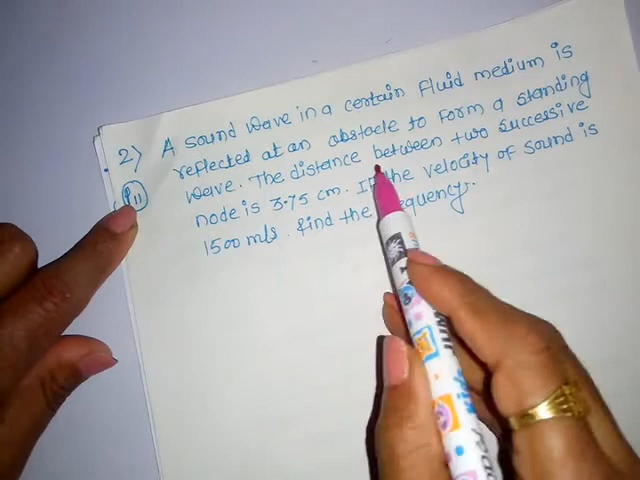 2) A sound wave in a certain fluid medium is
reflected at an obstacle to form a standing
wave. The distance between two successive
node is 3.75 cm. If the velocity of sound is
1500 m/s. find the frequency.
P11